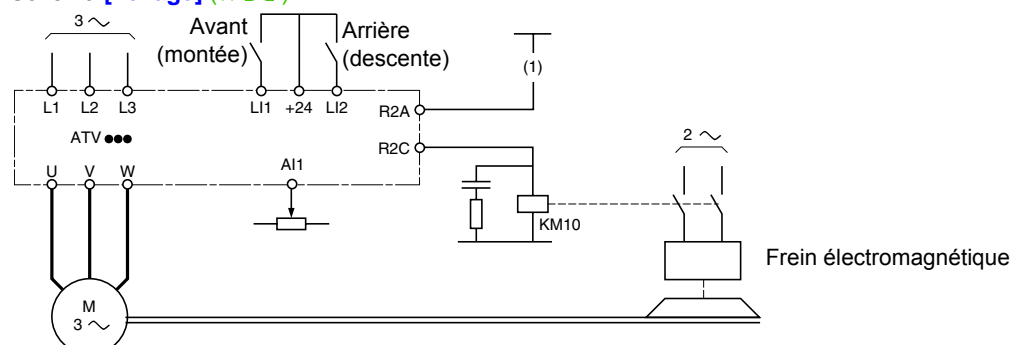 3 ∼
Avant
(montée)
Arrière
(descente)
(1)
L1 L2 L3
LI1 +24 LI2
R2A
ATV ●●●
R2C
2 ∼
U V W
AI1
KM10
Frein électromagnétique
M
3 ∼